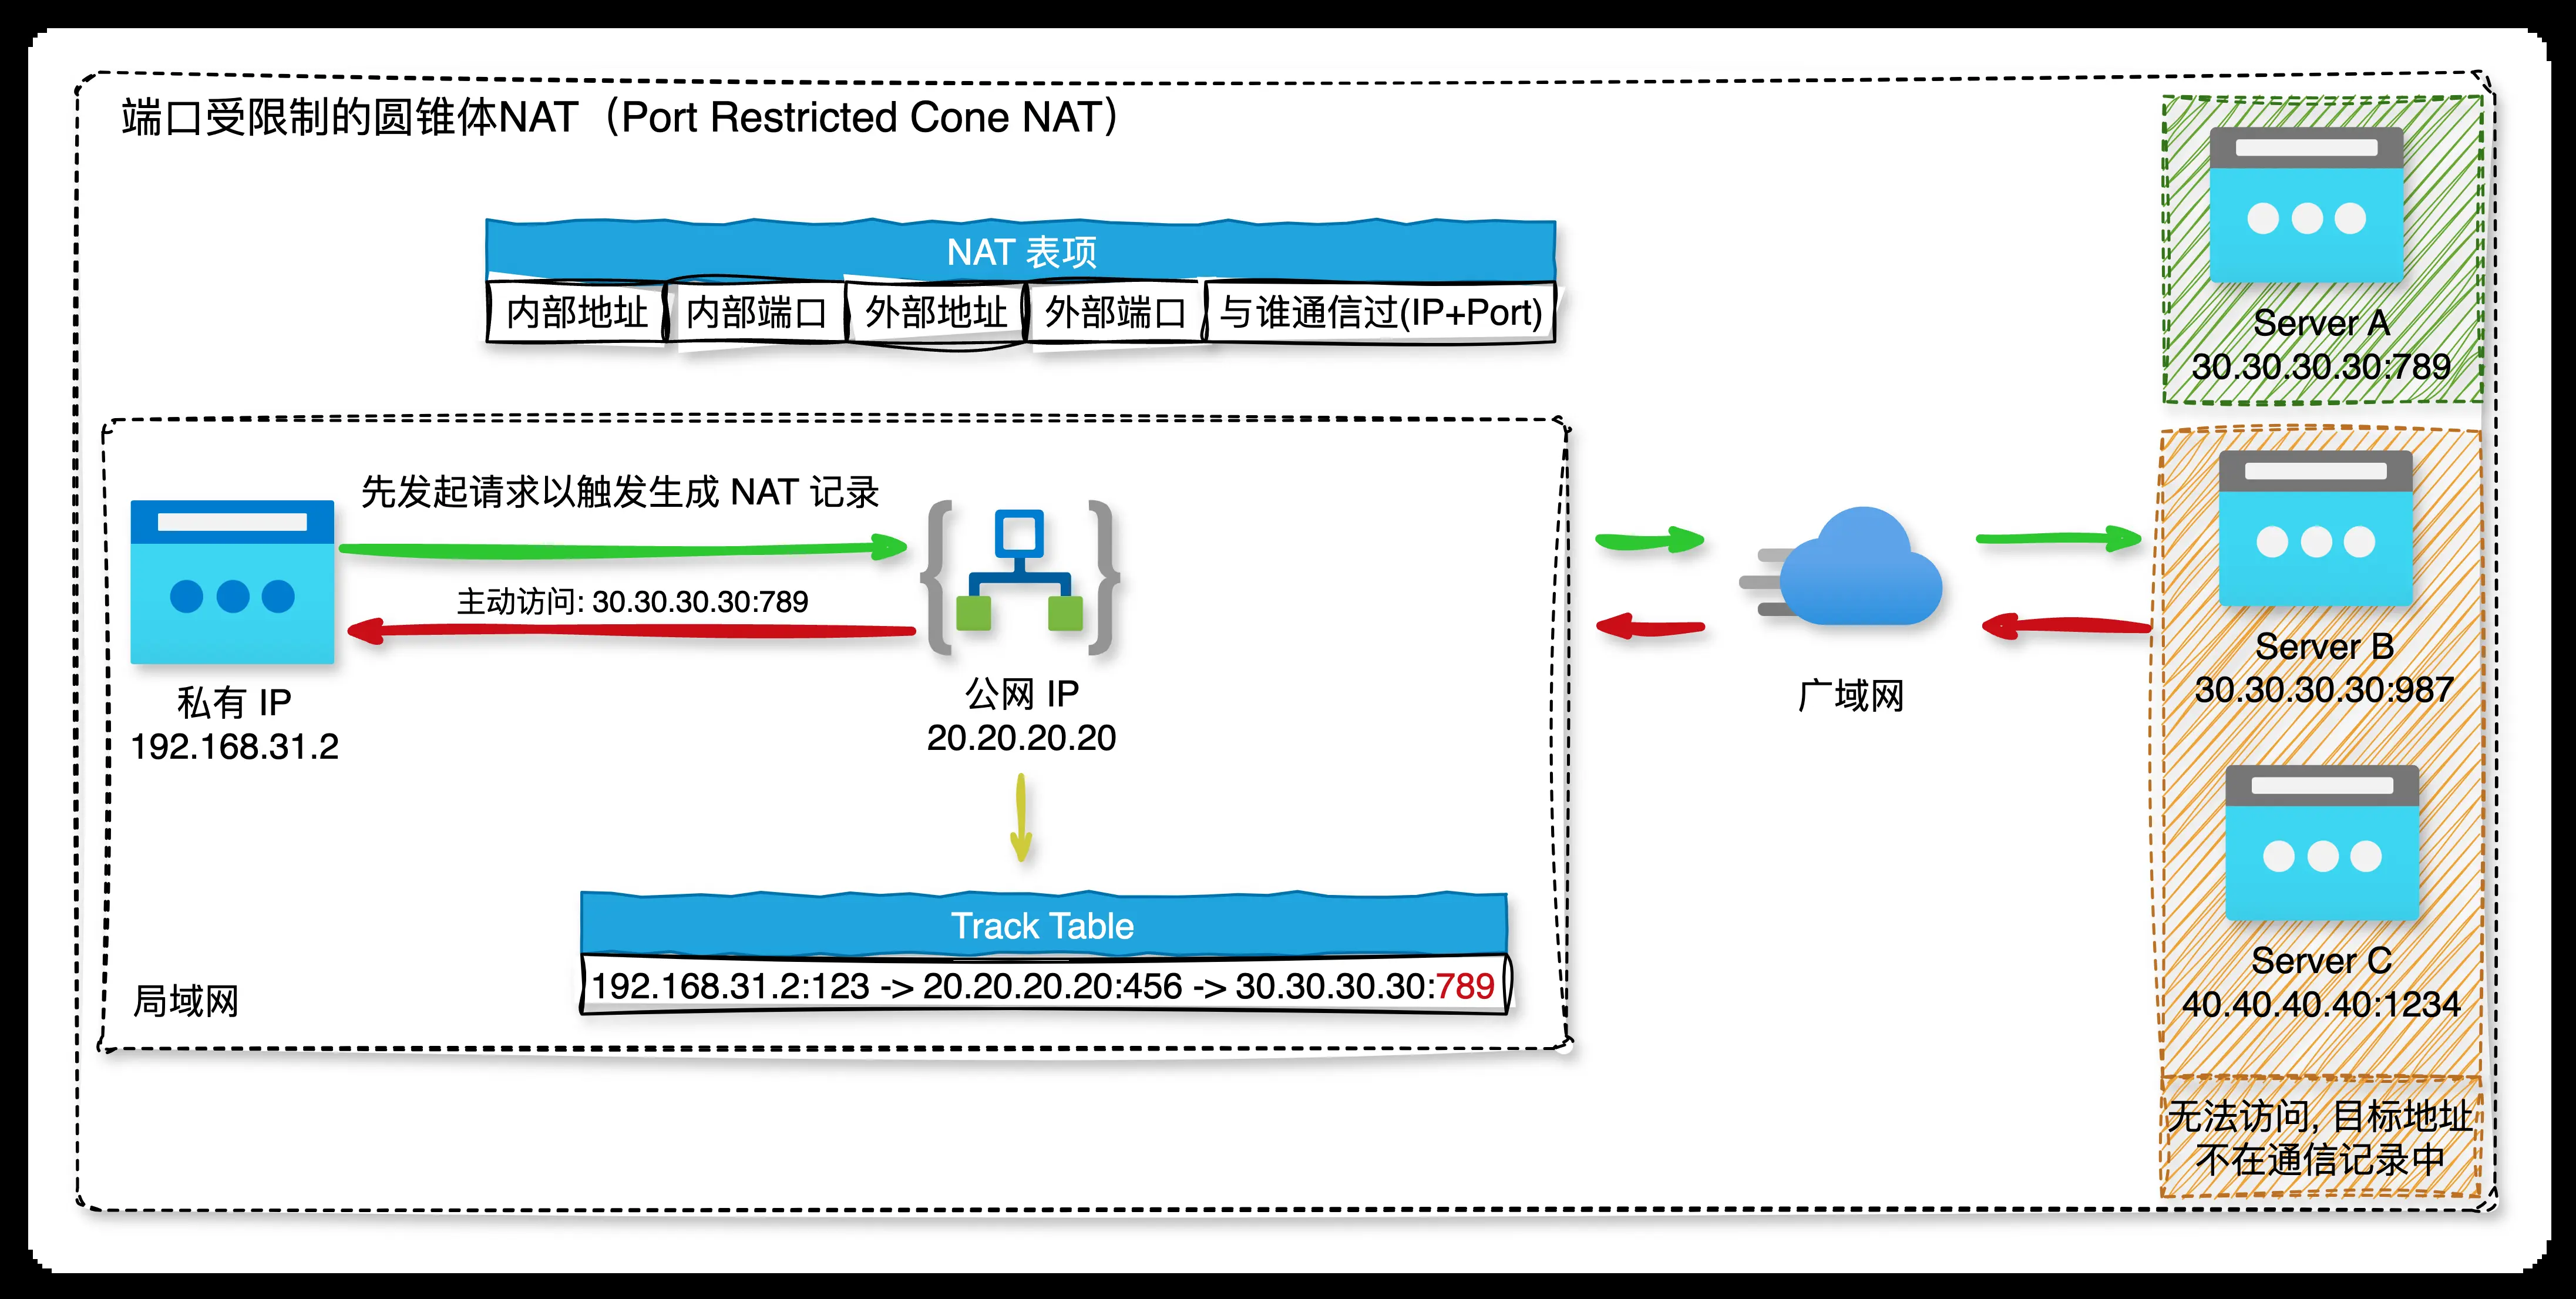 端口受限制的圆锥体NAT（Port Restricted Cone NAT）
NAT 表项
内部地址
内部端口
外部地址
外部端口
与谁通信过(IP+Port)
先发起请求以触发生成 NAT 记录
主动访问: 30.30.30.30:789
私有 IP
192.168.31.2
公网 IP
20.20.20.20
Track Table
192.168.31.2:123 -> 20.20.20.20:456 -> 30.30.30.30:789
局域网
广域网
Server A
30.30.30.30:789
Server B
30.30.30.30:987
Server C
40.40.40.40:1234
无法访问, 目标地址
不在通信记录中